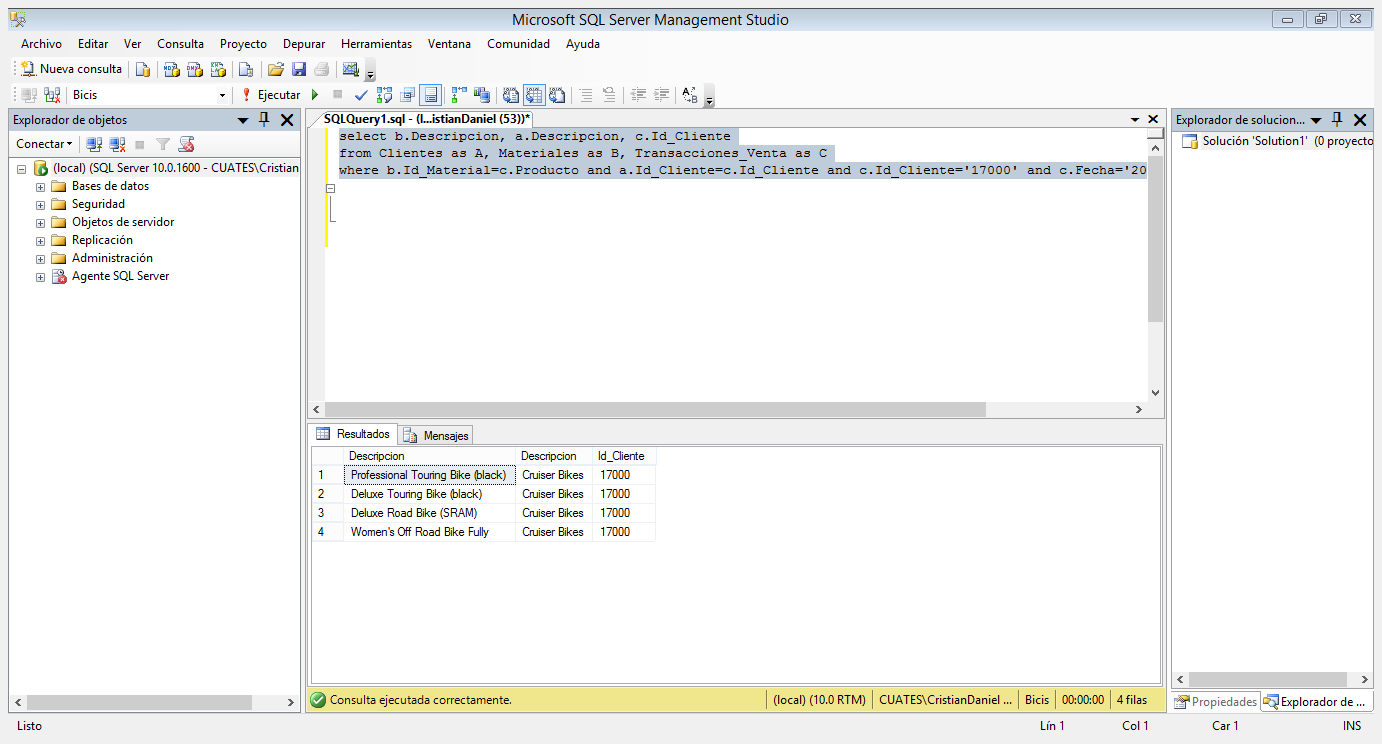 Microsoft SQL Server Management Studio
Archivo Editar Ver Consulta Proyecto Depurar Herramientas Ventana Comunidad Ayuda
Nueva consulta
Bicis Ejecutar
Explorador de objetos
Conectar
(local) (SQL Server 10.0.1600 - CUATES\Cristian
Bases de datos
Seguridad
Objetos de servidor
Replicación
Administración
Agente SQL Server
SQLQuery1.sql - (l...istianDaniel (53))*
select b.Descripcion, a.Descripcion, c.Id_Cliente
from Clientes as A, Materiales as B, Transacciones_Venta as C
where b.Id_Material=c.Producto and a.Id_Cliente=c.Id_Cliente and c.Id_Cliente='17000' and c.Fecha='20
Resultados Mensajes
Descripcion Descripcion Id_Cliente
1 Professional Touring Bike (black) Cruiser Bikes 17000
2 Deluxe Touring Bike (black) Cruiser Bikes 17000
3 Deluxe Road Bike (SRAM) Cruiser Bikes 17000
4 Women's Off Road Bike Fully Cruiser Bikes 17000
Consulta ejecutada correctamente. (local) (10.0 RTM) CUATES\CristianDaniel ... Bicis 00:00:00 4 filas
Explorador de solucion...
Solución 'Solution1' (0 proyecto
Propiedades Explorador de ...
Listo Lín 1 Col 1 Car 1 INS